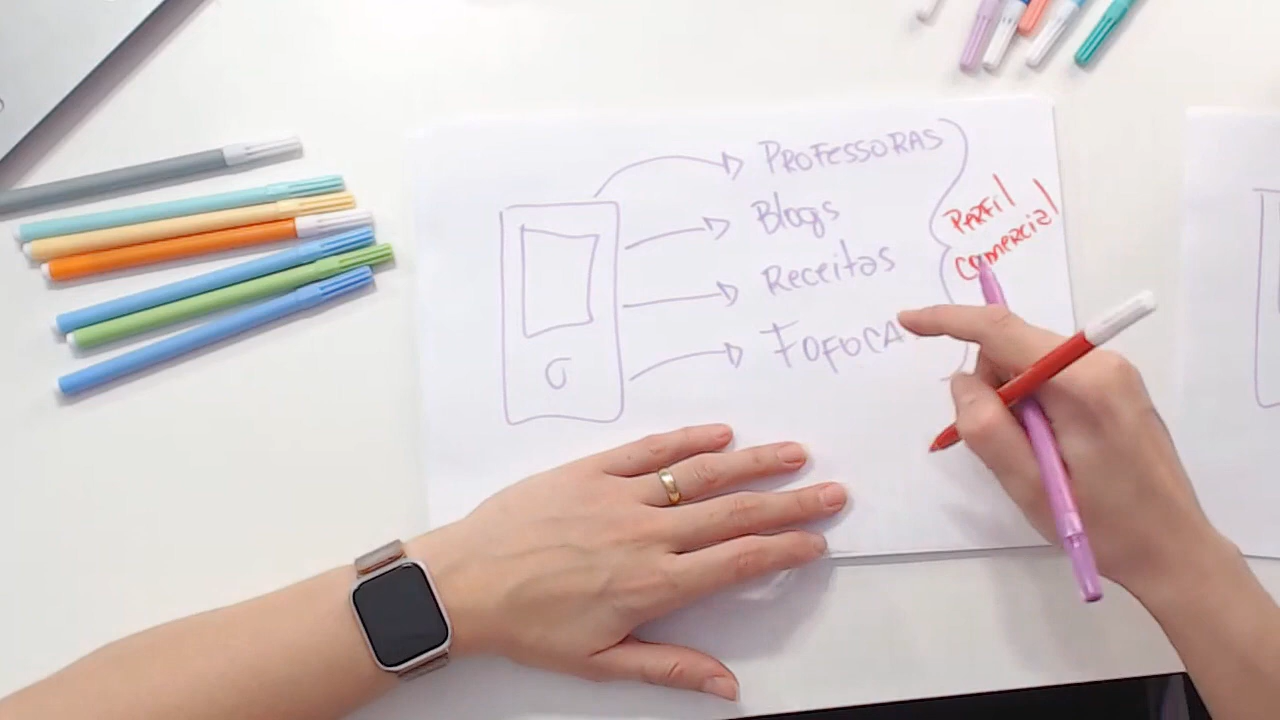 PROFESSORAS
Blogs
Receitas
FOFOCA
PERFIL
comercial